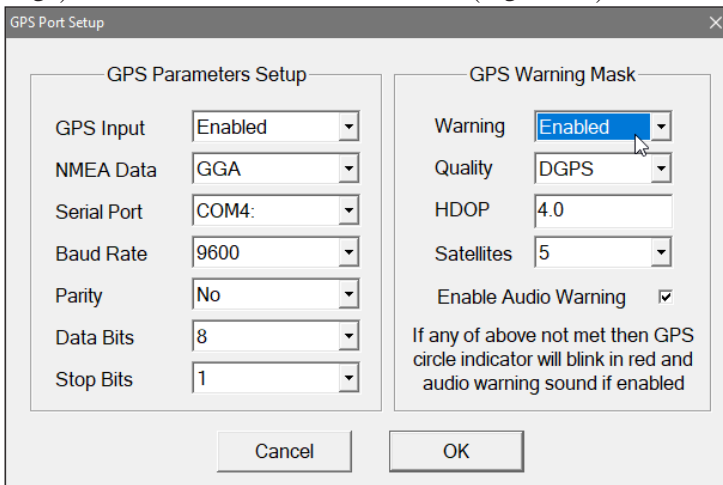 GPS Port Setup
GPS Parameters Setup
GPS Input Enabled
NMEA Data GGA
Serial Port COM4:
Baud Rate 9600
Parity No
Data Bits 8
Stop Bits 1
GPS Warning Mask
Warning Enabled
Quality DGPS
HDOP 4.0
Satellites 5
Enable Audio Warning
If any of above not met then GPS
circle indicator will blink in red and
audio warning sound if enabled
Cancel OK